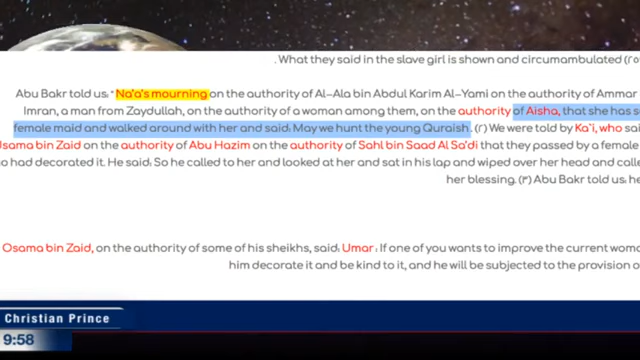 . What they said in the slave girl is shown and circumambulated (٢٥
Abu Bakr told us: “Na’a’s mourning on the authority of Al-Ala bin Abdul Karim Al-Yami on the authority of Ammar
Imran, a man from Zaydullah, on the authority of a woman among them, on the authority of Aisha, that she has s
female maid and walked around with her and said: May we hunt the young Quraish. (٢) We were told by Ka`i, who sai
Usama bin Zaid on the authority of Abu Hazim on the authority of Sahl bin Saad Al Sa’di that they passed by a female
o had decorated it. He said: So he called to her and looked at her and sat in his lap and wiped over her head and calle
her blessing. (٣) Abu Bakr told us: he
Osama bin Zaid, on the authority of some of his sheikhs, said: Umar : If one of you wants to improve the current woma
him decorate it and be kind to it, and he will be subjected to the provision o
Christian Prince
9:58